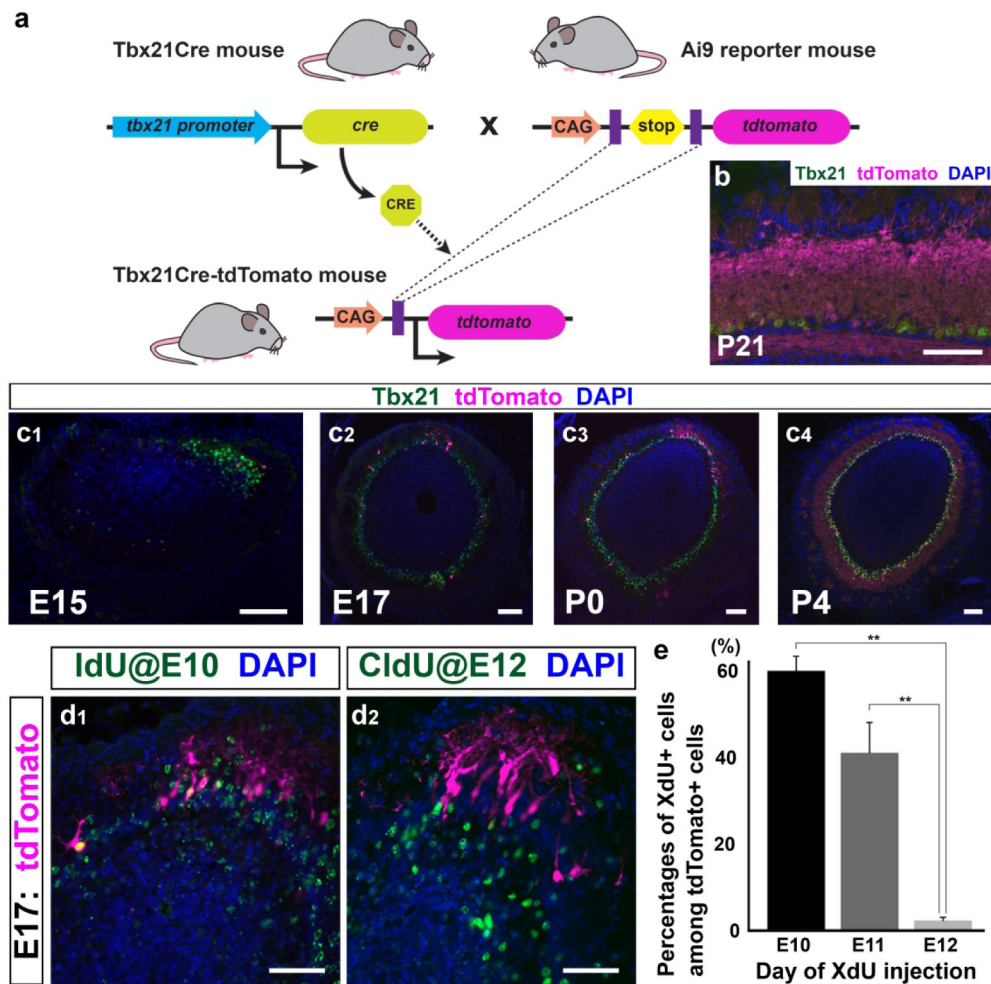 a
Tbx21Cre mouse
Ai9 reporter mouse
tbx21 promoter
cre
x
CAG
stop
tdtomato
CRE
Tbx21Cre-tdTomato mouse
CAG
tdtomato
b
Tbx21 tdTomato DAPI
P21
Tbx21 tdTomato DAPI
C1
E15
C2
E17
C3
P0
C4
P4
IdU@E10 DAPI
CldU@E12 DAPI
E17: tdTomato
d1
d2
e
(%)
60
40
20
0
**
**
Percentages of XdU+ cells
among tdTomato+ cells
E10 E11 E12
Day of XdU injection